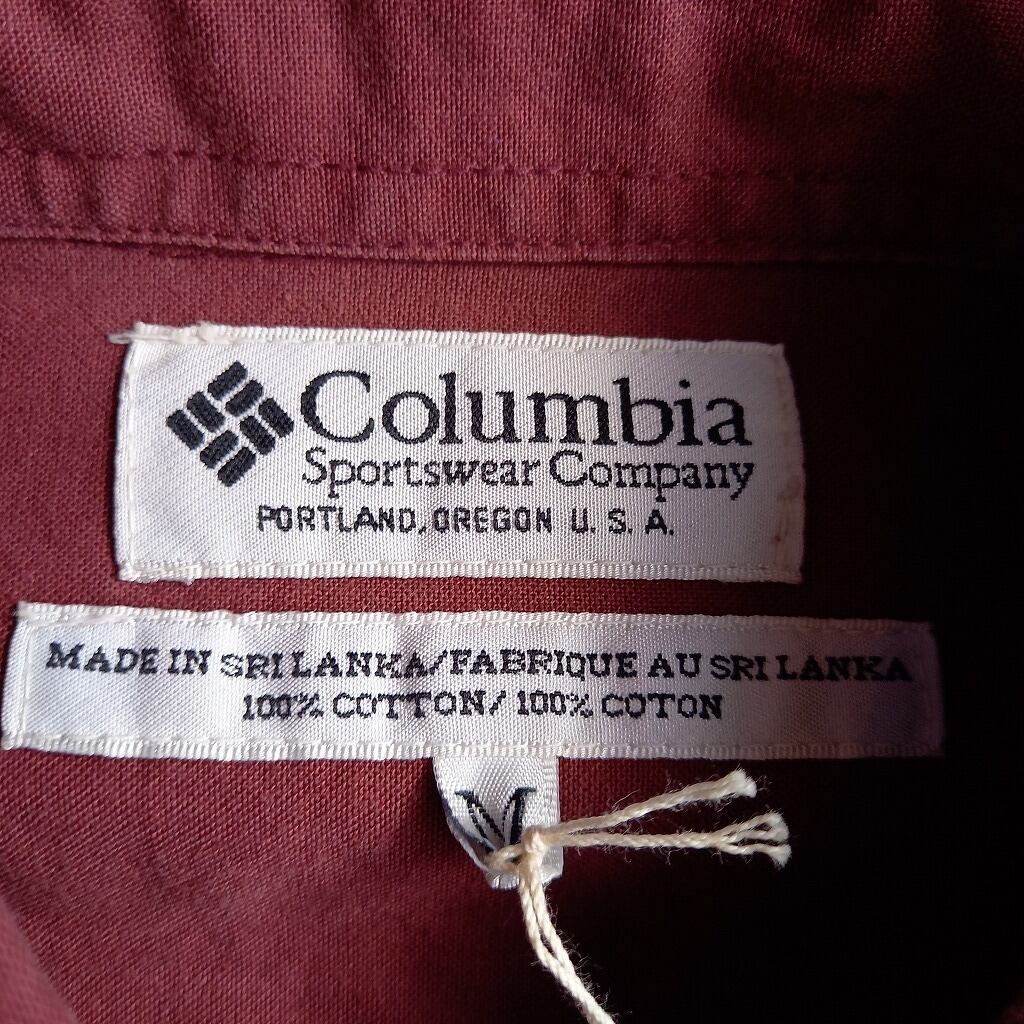 Columbia
Sportswear Company
PORTLAND, OREGON U. S. A.
MADE IN SRI LANKA/FABRIQUE AU SRI LANKA
100% COTTON/ 100% COTON
M